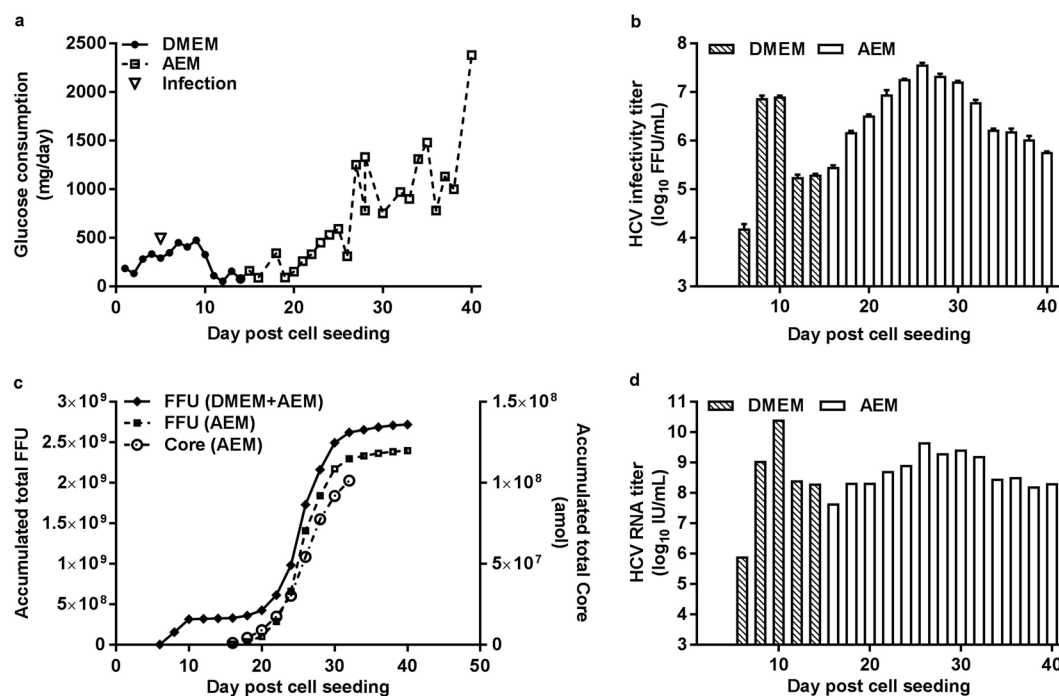 a
DMEM
AEM
Infection
Glucose consumption
(mg/day)
2500
2000
1500
1000
500
0
0
10
20
30
40
Day post cell seeding
b
DMEM
AEM
HCV infectivity titer
(log10 FFU/mL)
8
7
6
5
4
3
10
20
30
40
Day post cell seeding
c
FFU (DMEM+AEM)
FFU (AEM)
Core (AEM)
Accumulated total FFU
3×10⁹
2.5×10⁹
2×10⁹
1.5×10⁹
1×10⁹
5×10⁸
0
1.5×10⁸
1×10⁸
5×10⁷
0
Accumulated total Core
(amol)
0
10
20
30
40
50
Day post cell seeding
d
DMEM
AEM
HCV RNA titer
(log10 IU/mL)
11
10
9
8
7
6
5
4
3
10
20
30
40
Day post cell seeding